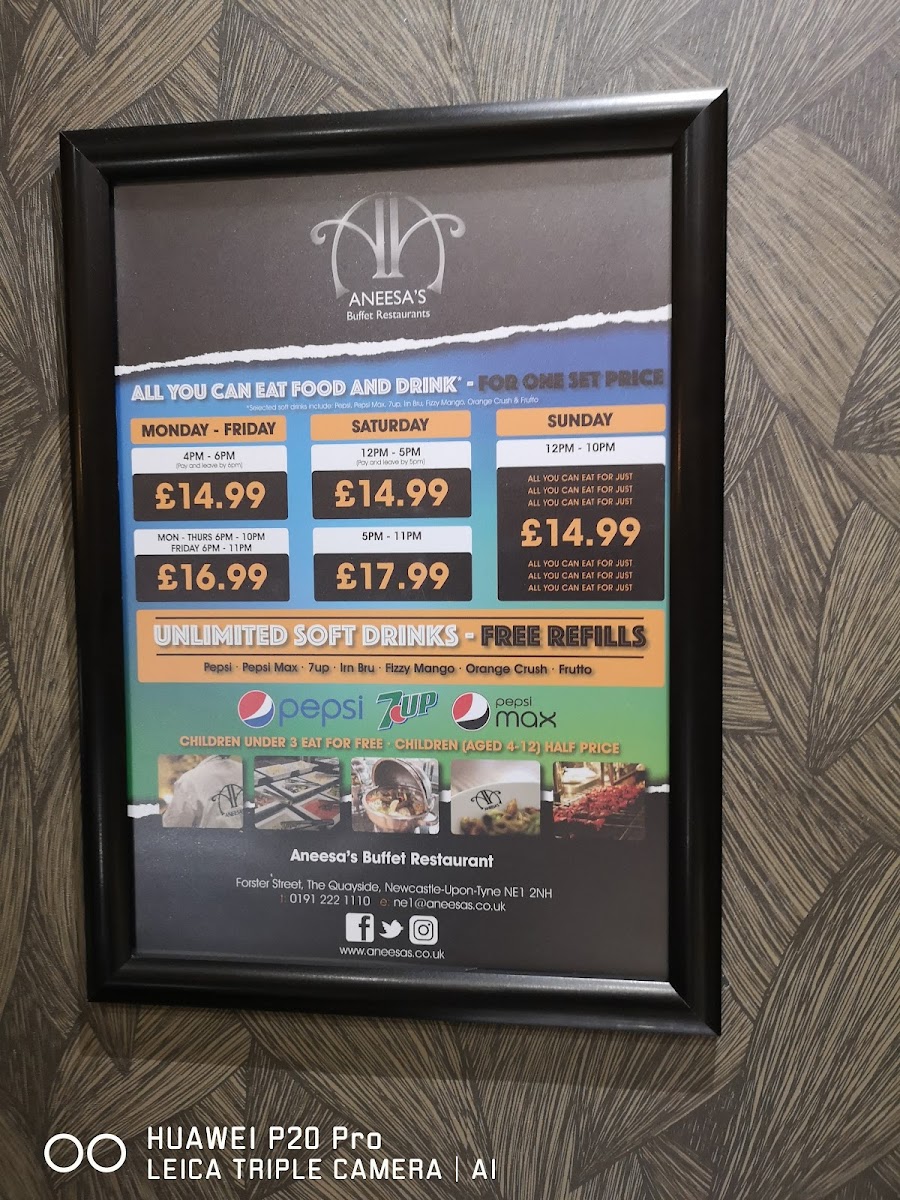 ANEESA'S
Buffet Restaurants
ALL YOU CAN EAT FOOD AND DRINK* - FOR ONE SET PRICE
*Selected soft drinks include: Pepsi, Pepsi Max, 7up, Irn Bru, Fizzy Mango, Orange Crush & Frutto
MONDAY - FRIDAY
4PM - 6PM
(Pay and leave by 6pm)
£14.99
MON - THURS 6PM - 10PM
FRIDAY 6PM - 11PM
£16.99
SATURDAY
12PM - 5PM
(Pay and leave by 5pm)
£14.99
5PM - 11PM
£17.99
SUNDAY
12PM - 10PM
ALL YOU CAN EAT FOR JUST
ALL YOU CAN EAT FOR JUST
ALL YOU CAN EAT FOR JUST
£14.99
ALL YOU CAN EAT FOR JUST
ALL YOU CAN EAT FOR JUST
ALL YOU CAN EAT FOR JUST
UNLIMITED SOFT DRINKS - FREE REFILLS
Pepsi · Pepsi Max · 7up · Irn Bru · Fizzy Mango · Orange Crush · Frutto
pepsi 7UP pepsi max
CHILDREN UNDER 3 EAT FOR FREE · CHILDREN (AGED 4-12) HALF PRICE
Aneesa's Buffet Restaurant
Forster Street, The Quayside, Newcastle-Upon-Tyne NE1 2NH
t: 0191 222 1110 e: ne1@aneesas.co.uk
www.aneesas.co.uk
HUAWEI P20 Pro
LEICA TRIPLE CAMERA | AI